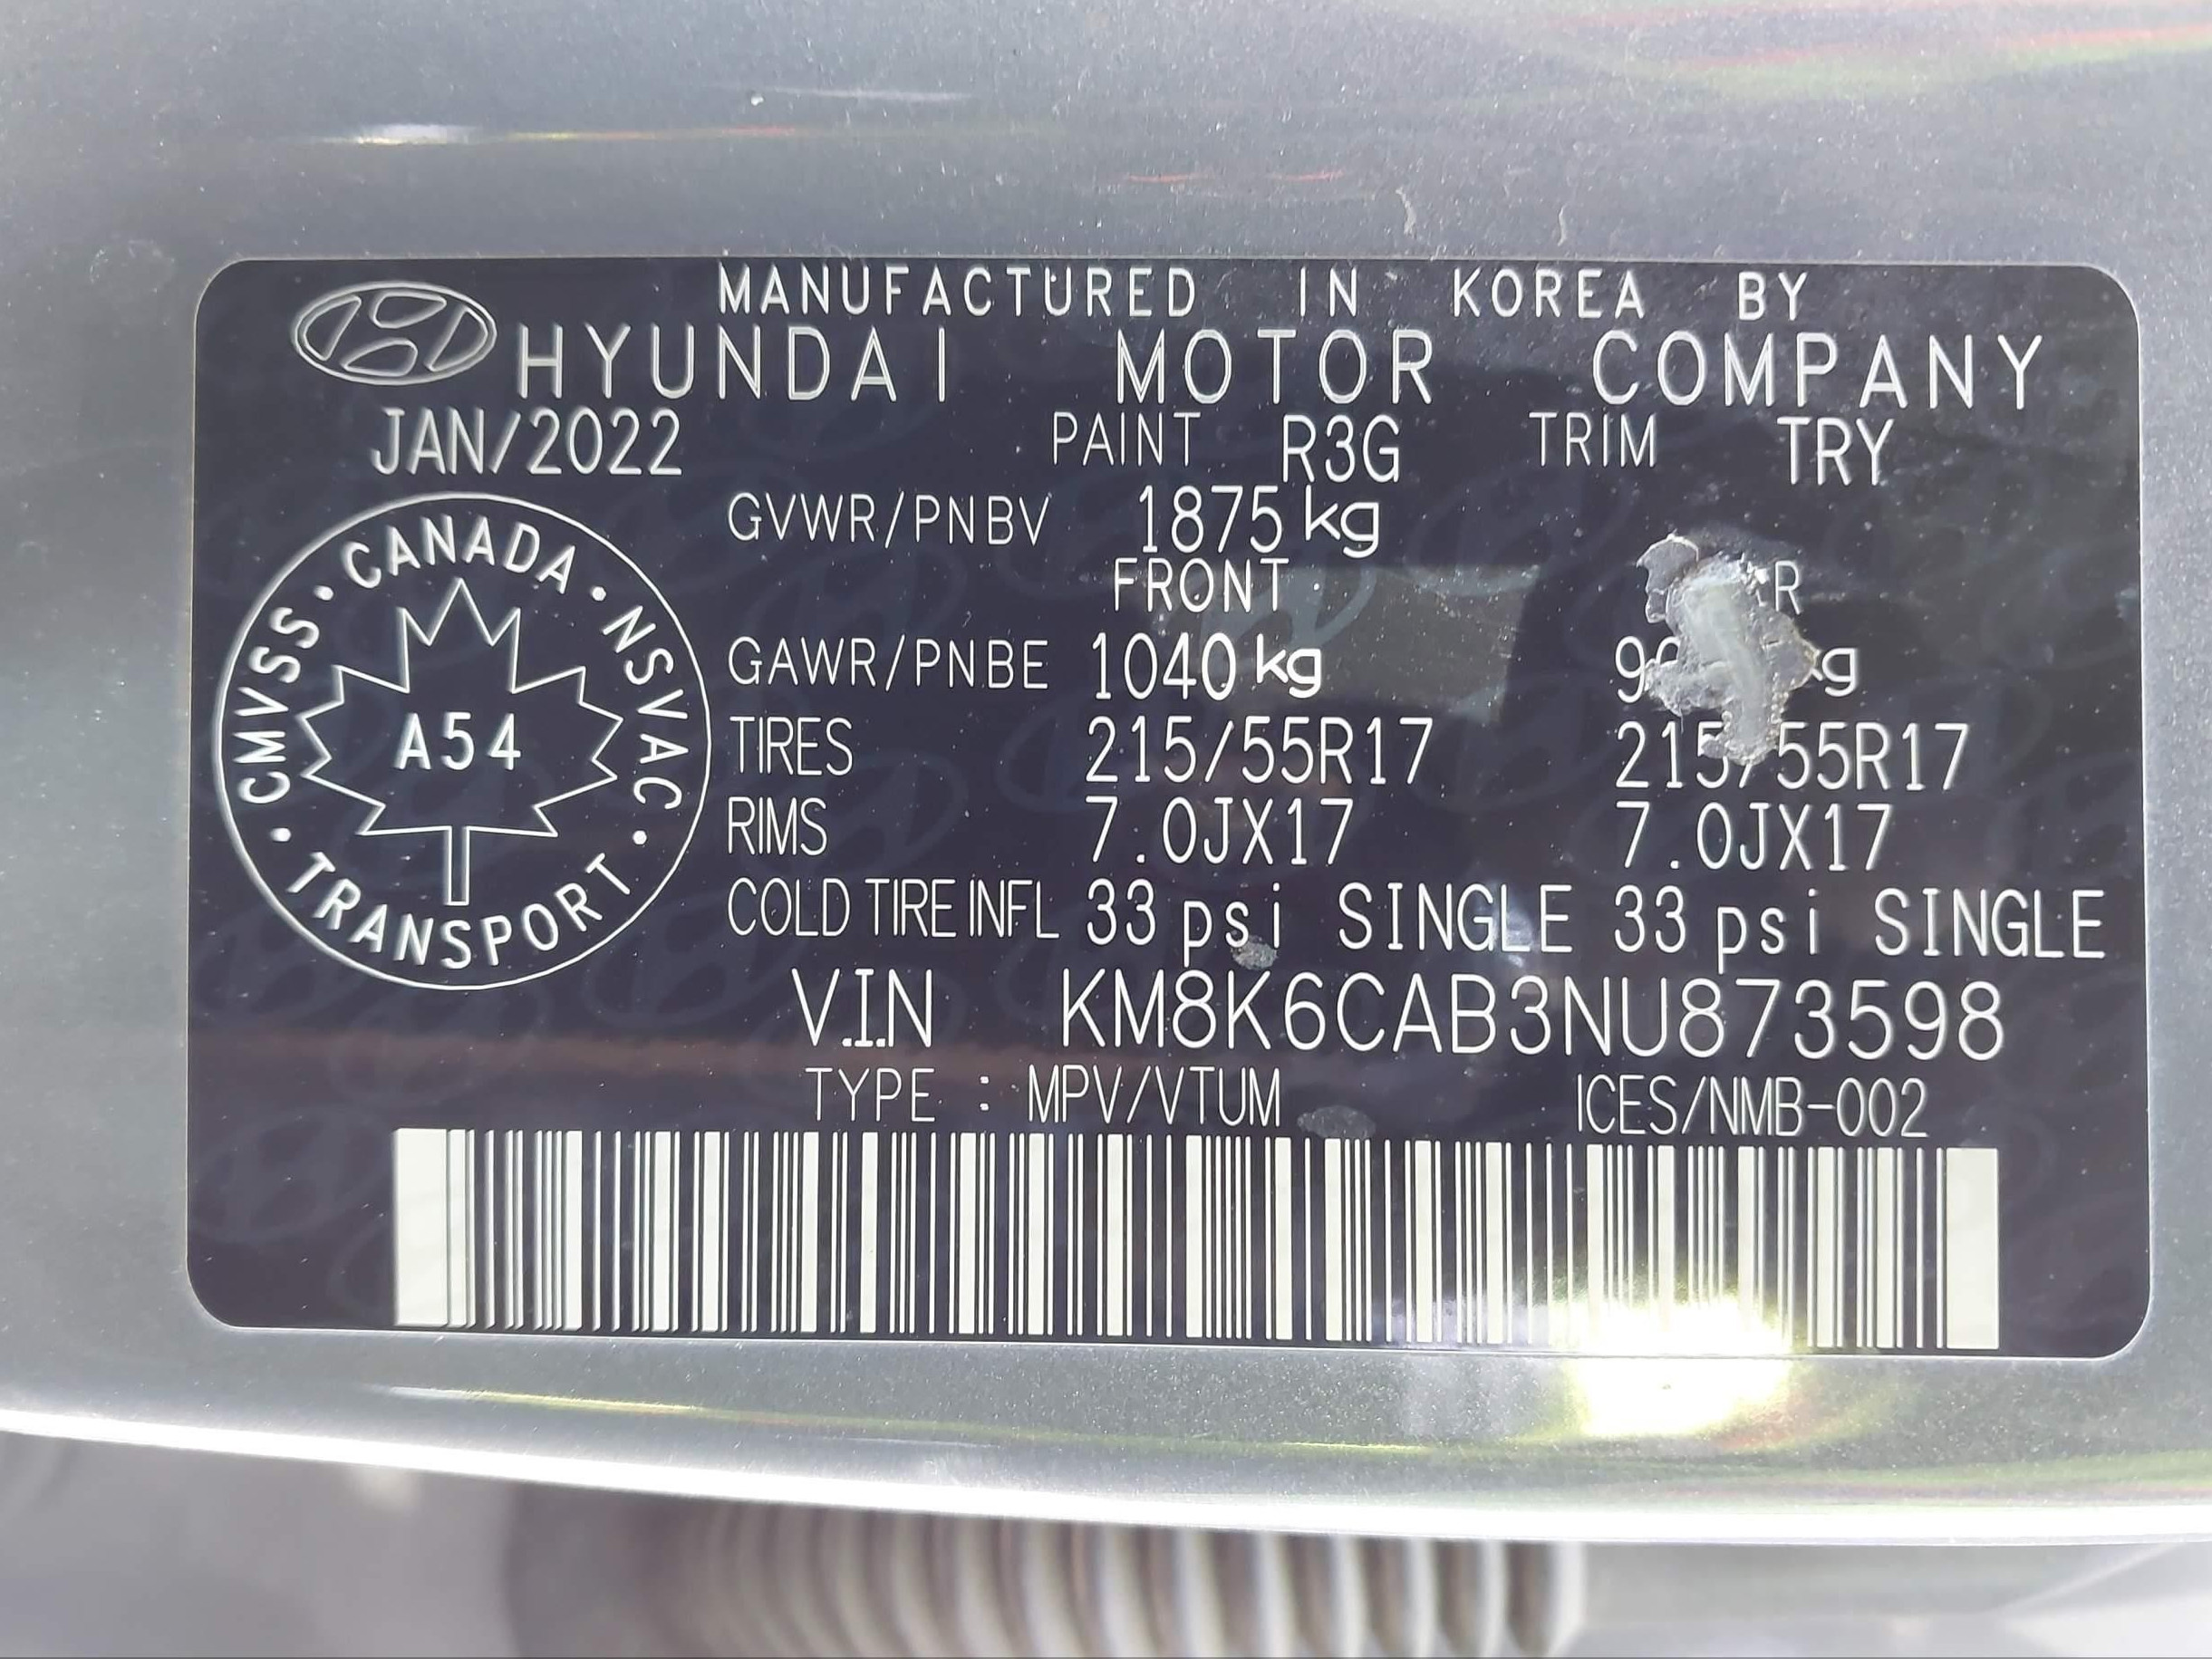 MANUFACTURED IN KOREA BY
HYUNDAI MOTOR COMPANY
JAN/2022 PAINT R3G TRIM TRY
GVWR/PNBV 1875 kg
FRONT
GAWR/PNBE 1040 kg
TIRES 215/55R17 215/55R17
RIMS 7.0JX17 7.0JX17
COLD TIRE INFL 33 psi SINGLE 33 psi SINGLE
V.I.N KM8K6CAB3NU873598
TYPE : MPV/VTUM ICES/NMB-002
CANADA · NSVAC · TRANSPORT · CMVSS ·
A54